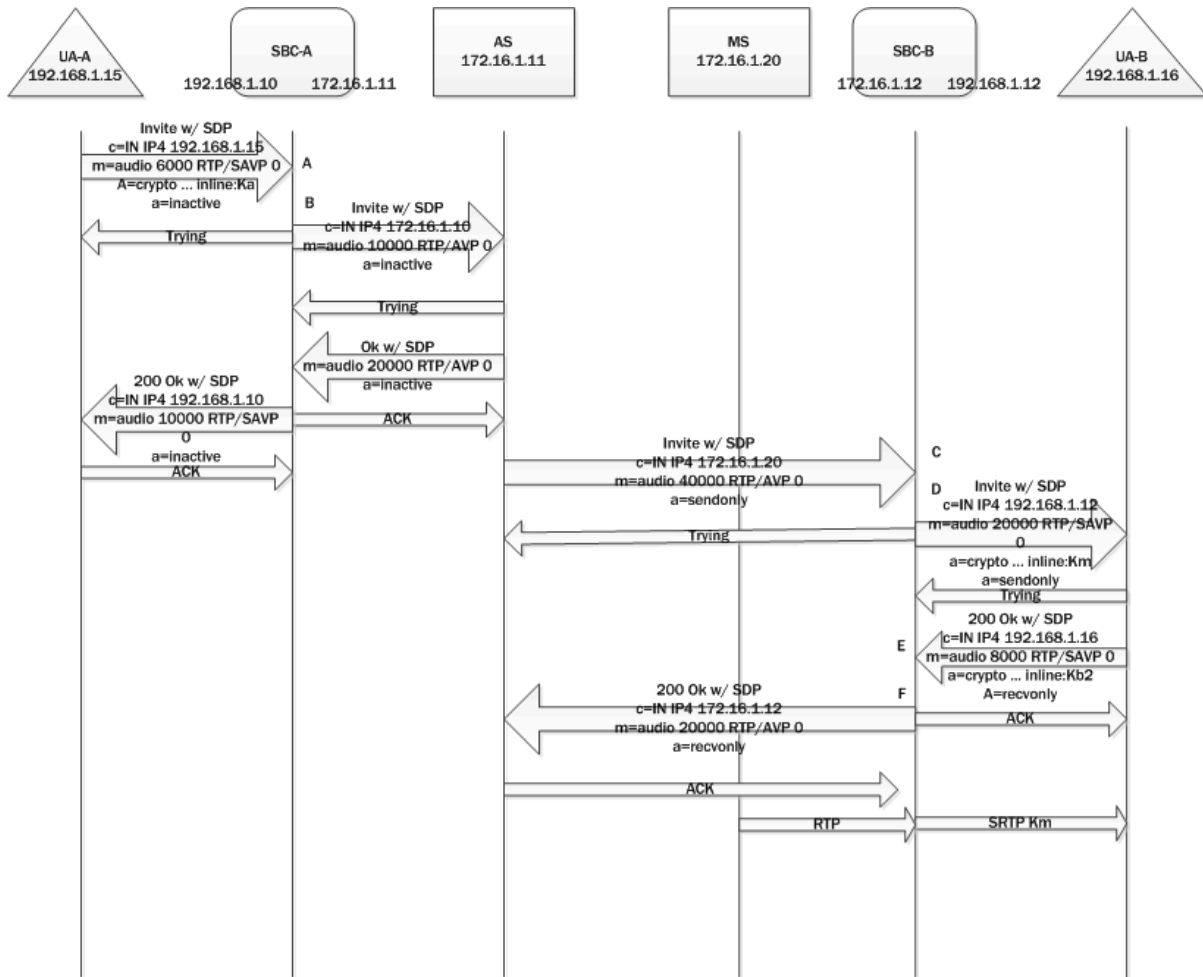 UA-A
192.168.1.15
SBC-A
192.168.1.10
172.16.1.11
AS
172.16.1.11
MS
172.16.1.20
SBC-B
172.16.1.12
192.168.1.12
UA-B
192.168.1.16
Invite w/ SDP
c=IN IP4 192.168.1.15
m=audio 6000 RTP/SAVP 0
A=crypto ... inline:Ka
a=inactive
A
B
Trying
Invite w/ SDP
c=IN IP4 172.16.1.10
m=audio 10000 RTP/AVP 0
a=inactive
Trying
Ok w/ SDP
m=audio 20000 RTP/AVP 0
a=inactive
200 Ok w/ SDP
c=IN IP4 192.168.1.10
m=audio 10000 RTP/SAVP
0
a=inactive
ACK
ACK
Invite w/ SDP
c=IN IP4 172.16.1.20
m=audio 40000 RTP/AVP 0
a=sendonly
C
D
Invite w/ SDP
c=IN IP4 192.168.1.12
m=audio 20000 RTP/SAVP
0
a=crypto ... inline:Km
a=sendonly
Trying
Trying
200 Ok w/ SDP
c=IN IP4 192.168.1.16
m=audio 8000 RTP/SAVP 0
a=crypto ... inline:Kb2
A=recvonly
E
F
200 Ok w/ SDP
c=IN IP4 172.16.1.12
m=audio 20000 RTP/AVP 0
a=recvonly
ACK
ACK
RTP
SRTP Km